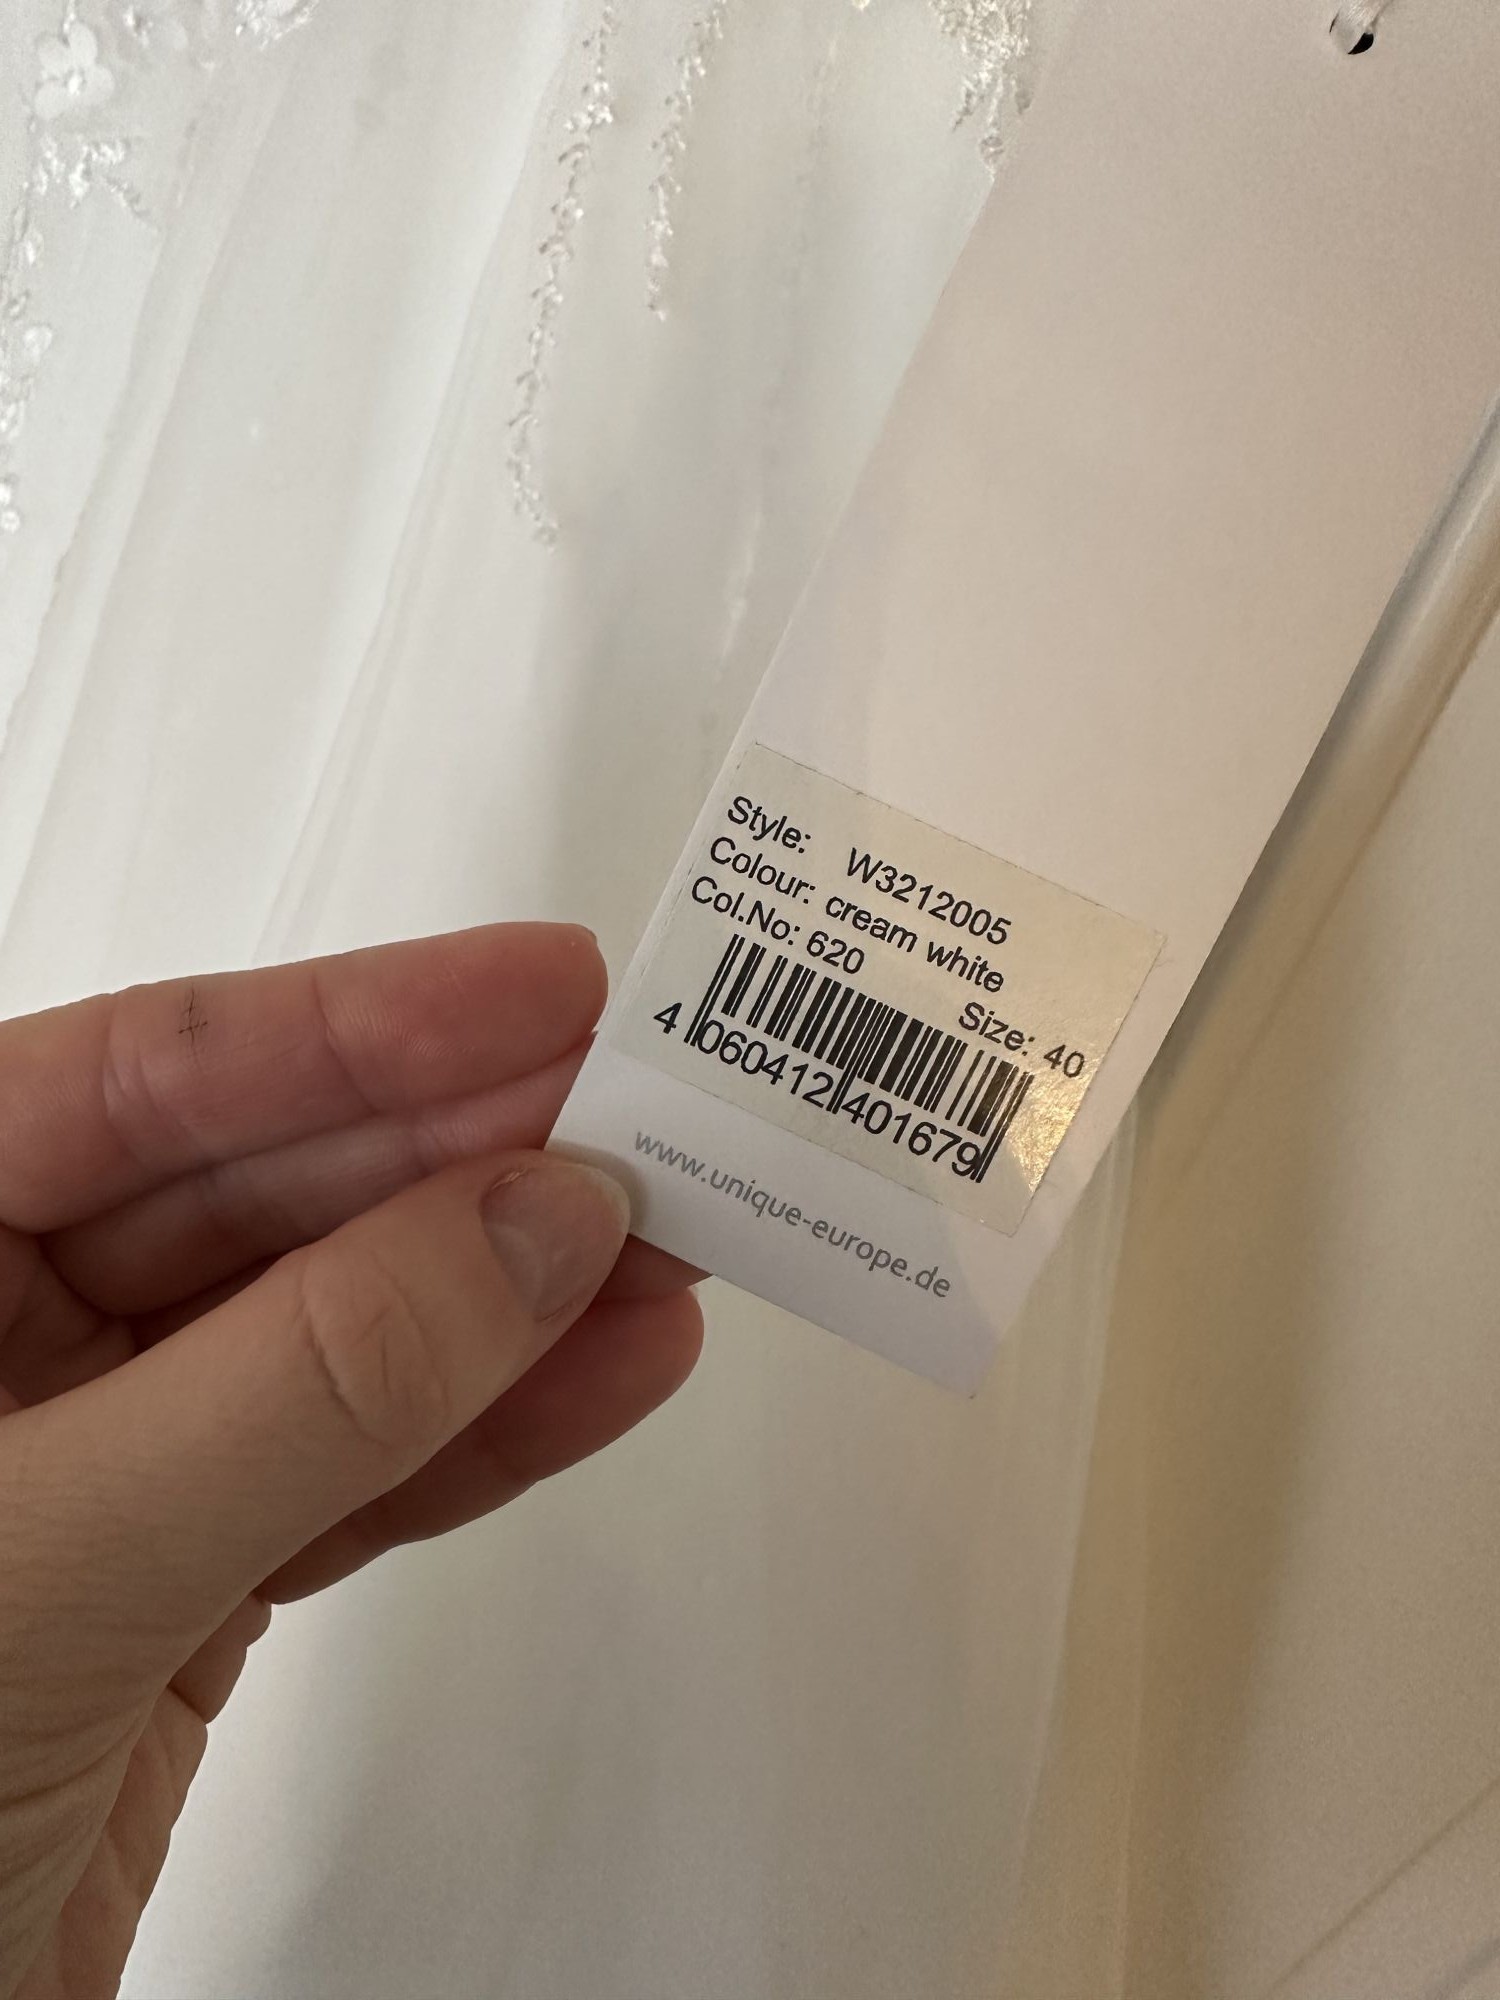 Style: W3212005
Colour: cream white
Col.No: 620
Size: 40
4 060412 401679
www.unique-europe.de